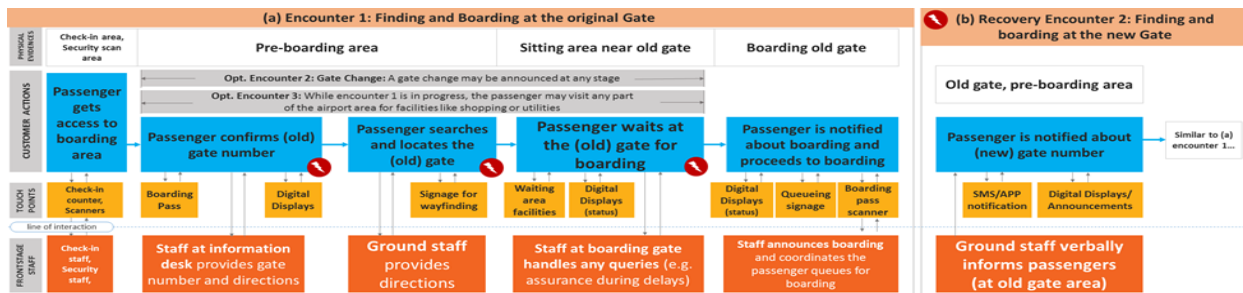 (a) Encounter 1: Finding and Boarding at the original Gate
(b) Recovery Encounter 2: Finding and
boarding at the new Gate
PHYSICAL
EVIDENCES
Check-in area,
Security scan
area
Pre-boarding area
Sitting area near old gate
Boarding old gate
Old gate, pre-boarding area
CUSTOMER ACTIONS
Opt. Encounter 2: Gate Change: A gate change may be announced at any stage
Opt. Encounter 3: While encounter 1 is in progress, the passenger may visit any part
of the airport area for facilities like shopping or utilities
Passenger
gets
access to
boarding
area
Passenger confirms (old)
gate number
Passenger searches
and locates the
(old) gate
Passenger waits at
the (old) gate for
boarding
Passenger is notified
about boarding and
proceeds to boarding
Passenger is notified about
(new) gate number
Similar to (a)
encounter 1...
TOUCH
POINTS
Check-in
counter,
Scanners
Boarding
Pass
Digital
Displays
Signage for
wayfinding
Waiting
area
facilities
Digital
Displays
(status)
Digital
Displays
(status)
Queueing
signage
Boarding
pass
scanner
SMS/APP
notification
Digital Displays/
Announcements
line of interaction
FRONTSTAGE
STAFF
Check-in
staff,
Security
staff,
Staff at information
desk provides gate
number and directions
Ground staff
provides
directions
Staff at boarding gate
handles any queries (e.g.
assurance during delays)
Staff announces boarding
and coordinates the
passenger queues for
boarding
Ground staff verbally
informs passengers
(at old gate area)